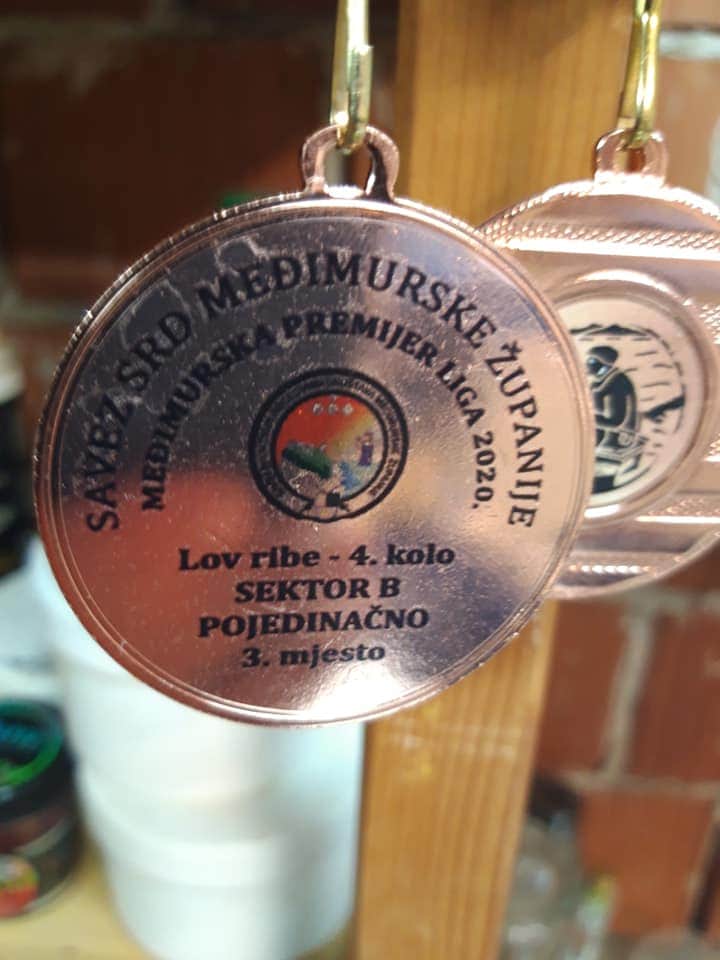 SAVEZ SRD MEĐIMURSKE ŽUPANIJE
MEĐIMURSKA PREMIJER LIGA 2020.
Lov ribe - 4. kolo
SEKTOR B
POJEDINAČNO
3. mjesto